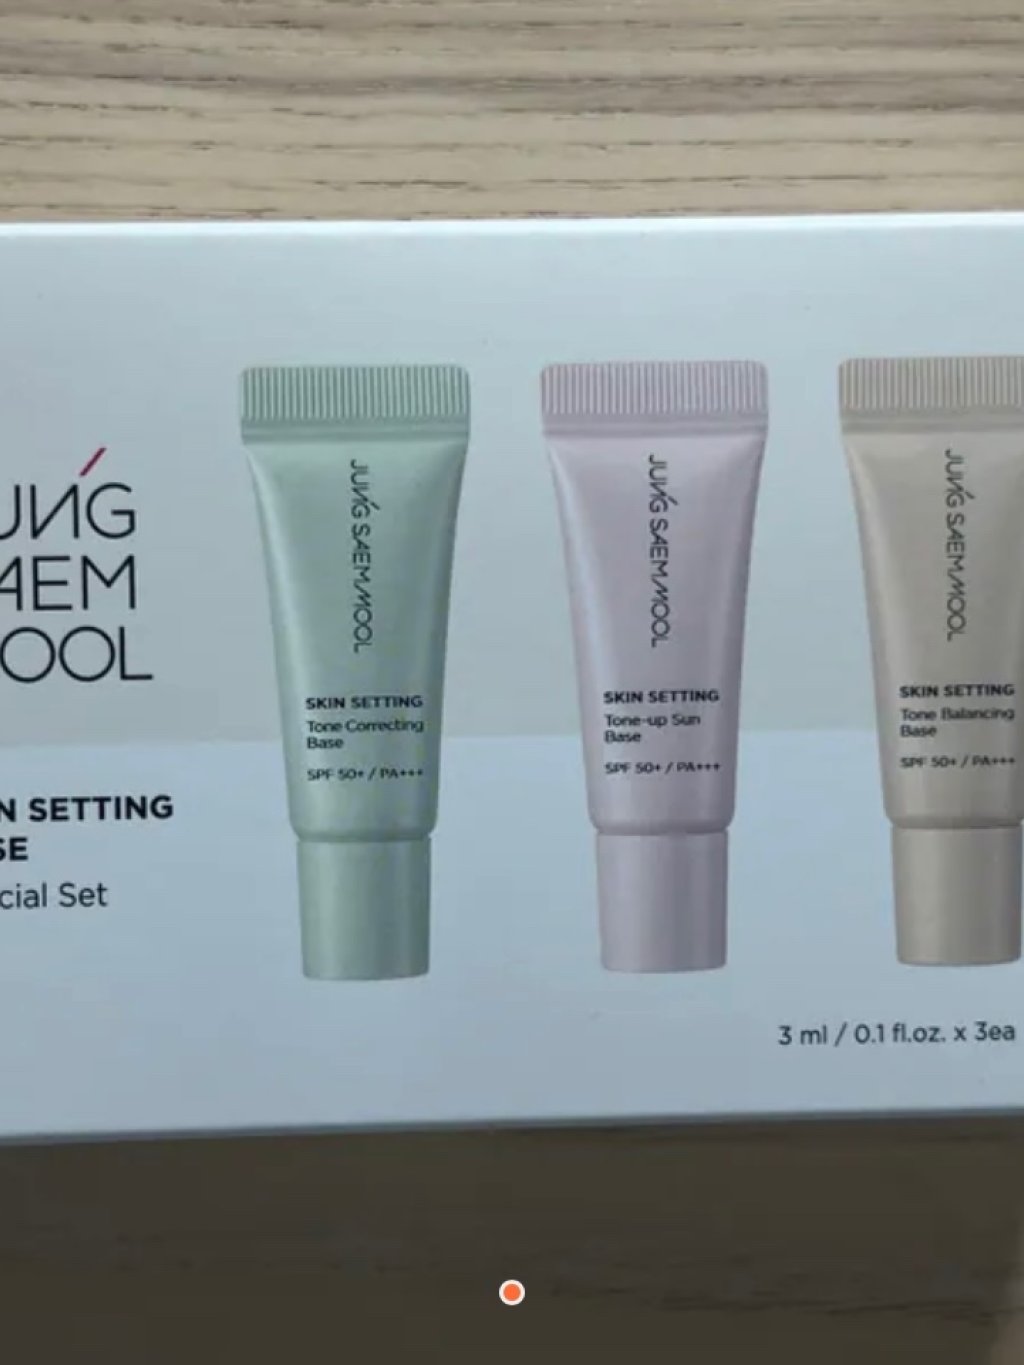 UNG
AEM
OOL
N SETTING
SE
cial Set
JUNG SAEMMOOL
SKIN SETTING
Tone Correcting
Base
SPF 50+ / PA+++
JUNG SAEMMOOL
SKIN SETTING
Tone-up Sun
Base
SPF 50+ / PA+++
JUNG SAEMMOOL
SKIN SETTING
Tone Balancing
Base
SPF 50+ / PA+++
3 ml / 0.1 fl.oz. x 3ea